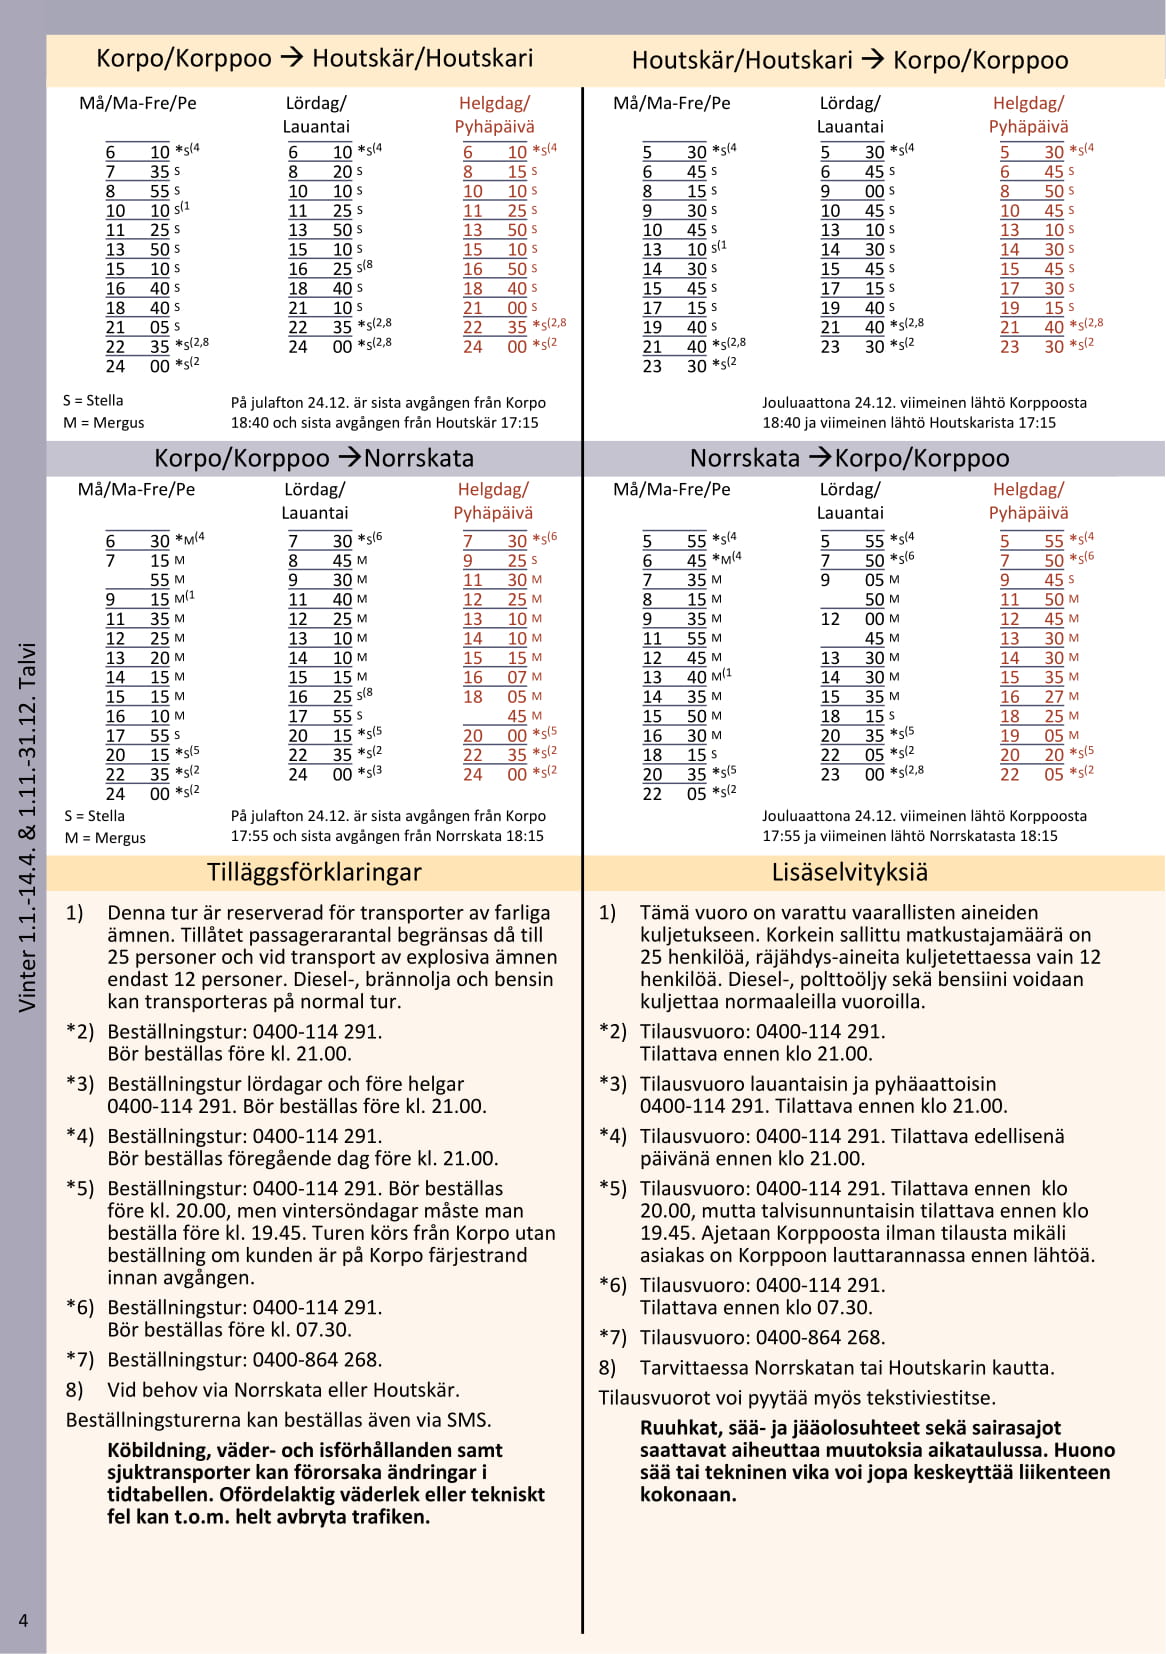 Korpo/Korppoo → Houtskär/Houtskari
Må/Ma-Fre/Pe Lördag/ Helgdag/
Lauantai Pyhäpäivä
6 10 *s(4 6 10 *s(4 6 10 *s(4
7 35 s 8 20 s 8 15 s
8 55 s 10 10 s 10 10 s
10 10 s(1 11 25 s 11 25 s
11 25 s 13 50 s 13 50 s
13 50 s 15 10 s 15 10 s
15 10 s 16 25 s(8 16 50 s
16 40 s 18 40 s 18 40 s
18 40 s 21 10 s 21 00 s
21 05 s 22 35 *s(2,8 22 35 *s(2,8
22 35 *s(2,8 24 00 *s(2,8 24 00 *s(2
24 00 *s(2
S = Stella
M = Mergus
På julafton 24.12. är sista avgången från Korpo
18:40 och sista avgången från Houtskär 17:15
Houtskär/Houtskari → Korpo/Korppoo
Må/Ma-Fre/Pe Lördag/ Helgdag/
Lauantai Pyhäpäivä
5 30 *s(4 5 30 *s(4 5 30 *s(4
6 45 s 6 45 s 6 45 s
8 15 s 9 00 s 8 50 s
9 30 s 10 45 s 10 45 s
10 45 s 13 10 s 13 10 s
13 10 s(1 14 30 s 14 30 s
14 30 s 15 45 s 15 45 s
15 45 s 17 15 s 17 30 s
17 15 s 19 40 s 19 15 s
19 40 s 21 40 *s(2,8 21 40 *s(2,8
21 40 *s(2,8 23 30 *s(2 23 30 *s(2
23 30 *s(2
Jouluaattona 24.12. viimeinen lähtö Korppoosta
18:40 ja viimeinen lähtö Houtskarista 17:15
Korpo/Korppoo →Norrskata
Må/Ma-Fre/Pe Lördag/ Helgdag/
Lauantai Pyhäpäivä
6 30 *M(4 7 30 *s(6 7 30 *s(6
7 15 M 8 45 M 9 25 s
55 M 9 30 M 11 30 M
9 15 M(1 11 40 M 12 25 M
11 35 M 12 25 M 13 10 M
12 25 M 13 10 M 14 10 M
13 20 M 14 10 M 15 15 M
14 15 M 15 15 M 16 07 M
15 15 M 16 25 s(8 18 05 M
16 10 M 17 55 s 45 M
17 55 s 20 15 *s(5 20 00 *s(5
20 15 *s(5 22 35 *s(2 22 35 *s(2
22 35 *s(2 24 00 *s(3 24 00 *s(2
24 00 *s(2
S = Stella
M = Mergus
På julafton 24.12. är sista avgången från Korpo
17:55 och sista avgången från Norrskata 18:15
Norrskata →Korpo/Korppoo
Må/Ma-Fre/Pe Lördag/ Helgdag/
Lauantai Pyhäpäivä
5 55 *s(4 5 55 *s(4 5 55 *s(4
6 45 *M(4 7 50 *s(6 7 50 *s(6
7 35 M 9 05 M 9 45 s
8 15 M 50 M 11 50 M
9 35 M 12 00 M 12 45 M
11 55 M 45 M 13 30 M
12 45 M 13 30 M 14 30 M
13 40 M(1 14 30 M 15 35 M
14 35 M 15 35 M 16 27 M
15 50 M 18 15 s 18 25 M
16 30 M 20 35 *s(5 19 05 M
18 15 s 22 05 *s(2 20 20 *s(5
20 35 *s(5 23 00 *s(2,8 22 05 *s(2
22 05 *s(2
Jouluaattona 24.12. viimeinen lähtö Korppoosta
17:55 ja viimeinen lähtö Norrskatasta 18:15
Vinter 1.1.-14.4. & 1.11.-31.12. Talvi
Tilläggsförklaringar
1) Denna tur är reserverad för transporter av farliga
ämnen. Tillåtet passagerarantal begränsas då till
25 personer och vid transport av explosiva ämnen
endast 12 personer. Diesel-, brännolja och bensin
kan transporteras på normal tur.
*2) Beställningstur: 0400-114 291.
Bör beställas före kl. 21.00.
*3) Beställningstur lördagar och före helgar
0400-114 291. Bör beställas före kl. 21.00.
*4) Beställningstur: 0400-114 291.
Bör beställas föregående dag före kl. 21.00.
*5) Beställningstur: 0400-114 291. Bör beställas
före kl. 20.00, men vintersöndagar måste man
beställa före kl. 19.45. Turen körs från Korpo utan
beställning om kunden är på Korpo färjestrand
innan avgången.
*6) Beställningstur: 0400-114 291.
Bör beställas före kl. 07.30.
*7) Beställningstur: 0400-864 268.
8) Vid behov via Norrskata eller Houtskär.
Beställningsturerna kan beställas även via SMS.
Köbildning, väder- och isförhållanden samt
sjuktransporter kan förorsaka ändringar i
tidtabellen. Ofördelaktig väderlek eller tekniskt
fel kan t.o.m. helt avbryta trafiken.
Lisäselvityksiä
1) Tämä vuoro on varattu vaarallisten aineiden
kuljetukseen. Korkein sallittu matkustajamäärä on
25 henkilöä, räjähdys-aineita kuljetettaessa vain 12
henkilöä. Diesel-, polttoöljy sekä bensiini voidaan
kuljettaa normaaleilla vuoroilla.
*2) Tilausvuoro: 0400-114 291.
Tilattava ennen klo 21.00.
*3) Tilausvuoro lauantaisin ja pyhäaattoisin
0400-114 291. Tilattava ennen klo 21.00.
*4) Tilausvuoro: 0400-114 291. Tilattava edellisenä
päivänä ennen klo 21.00.
*5) Tilausvuoro: 0400-114 291. Tilattava ennen klo
20.00, mutta talvisunnuntaisin tilattava ennen klo
19.45. Ajetaan Korppoosta ilman tilausta mikäli
asiakas on Korppoon lauttarannassa ennen lähtöä.
*6) Tilausvuoro: 0400-114 291.
Tilattava ennen klo 07.30.
*7) Tilausvuoro: 0400-864 268.
8) Tarvittaessa Norrskatan tai Houtskarin kautta.
Tilausvuorot voi pyytää myös tekstiviestitse.
Ruuhkat, sää- ja jääolosuhteet sekä sairasajot
saattavat aiheuttaa muutoksia aikataulussa. Huono
sää tai tekninen vika voi jopa keskeyttää liikenteen
kokonaan.
4